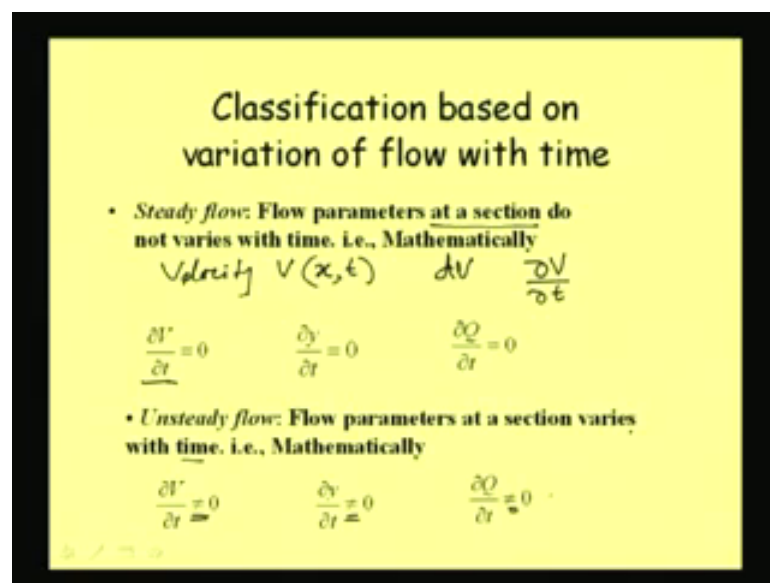 Classification based on
variation of flow with time
• Steady flow: Flow parameters at a section do
not varies with time. i.e., Mathematically
Velocity V(x,t) dV ∂V/∂t
∂V/∂t = 0 ∂y/∂t = 0 ∂Q/∂t = 0
• Unsteady flow: Flow parameters at a section varies
with time. i.e., Mathematically
∂V/∂t ≠ 0 ∂y/∂t ≠ 0 ∂Q/∂t ≠ 0